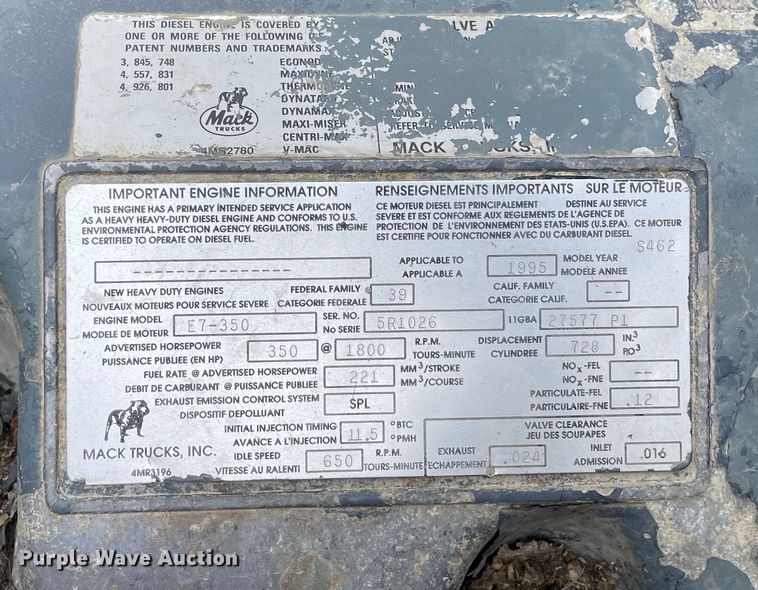 THIS DIESEL ENGINE IS COVERED BY
ONE OR MORE OF THE FOLLOWING U.S.
PATENT NUMBERS AND TRADEMARKS.
3, 845, 748
4, 557, 831
4, 926, 801
MAXIDYNE
DYNAMAX
MAXI-MISER
V-MAC
Mack
TRUCKS
4MR2780
MACK TRUCKS,
IMPORTANT ENGINE INFORMATION
THIS ENGINE HAS A PRIMARY INTENDED SERVICE APPLICATION
AS A HEAVY HEAVY-DUTY DIESEL ENGINE AND CONFORMS TO U.S.
ENVIRONMENTAL PROTECTION AGENCY REGULATIONS. THIS ENGINE
IS CERTIFIED TO OPERATE ON DIESEL FUEL.
RENSEIGNEMENTS IMPORTANTS SUR LE MOTEUR
CE MOTEUR DIESEL EST PRINCIPALEMENT DESTINE AU SERVICE
SEVERE ET EST CONFORME AUX REGLEMENTS DE L'AGENCE DE
PROTECTION DE L'ENVIRONNEMENT DES ETATS-UNIS (U.S.EPA). CE MOTEUR
EST CERTIFIE POUR FONCTIONNER AVEC DU CARBURANT DIESEL.
S462
---------------
APPLICABLE TO 1995 MODEL YEAR
APPLICABLE A MODELE ANNEE
NEW HEAVY DUTY ENGINES FEDERAL FAMILY 39 CALIF. FAMILY --
NOUVEAUX MOTEURS POUR SERVICE SEVERE CATEGORIE FEDERALE CATEGORIE CALIF.
ENGINE MODEL E7-350 SER. NO. 5R1026 11GBA 27577 P1
MODELE DE MOTEUR No SERIE
ADVERTISED HORSEPOWER 350 @ 1800 R.P.M. DISPLACEMENT 728 IN.3
PUISSANCE PUBLIEE (EN HP) TOURS-MINUTE CYLINDREE PO3
FUEL RATE @ ADVERTISED HORSEPOWER 221 MM3/STROKE NOX-FEL --
DEBIT DE CARBURANT @ PUISSANCE PUBLIEE MM3/COURSE NOX-FNE
EXHAUST EMISSION CONTROL SYSTEM SPL PARTICULATE-FEL .12
DISPOSITIF DEPOLLUANT PARTICULAIRE-FNE
INITIAL INJECTION TIMING 11.5 °BTC VALVE CLEARANCE
AVANCE A L'INJECTION °PMH JEU DES SOUPAPES
IDLE SPEED 650 R.P.M. EXHAUST .024 INLET .016
VITESSE AU RALENTI TOURS-MINUTE ECHAPPEMENT ADMISSION
MACK TRUCKS, INC.
4MR3196
Purple Wave Auction